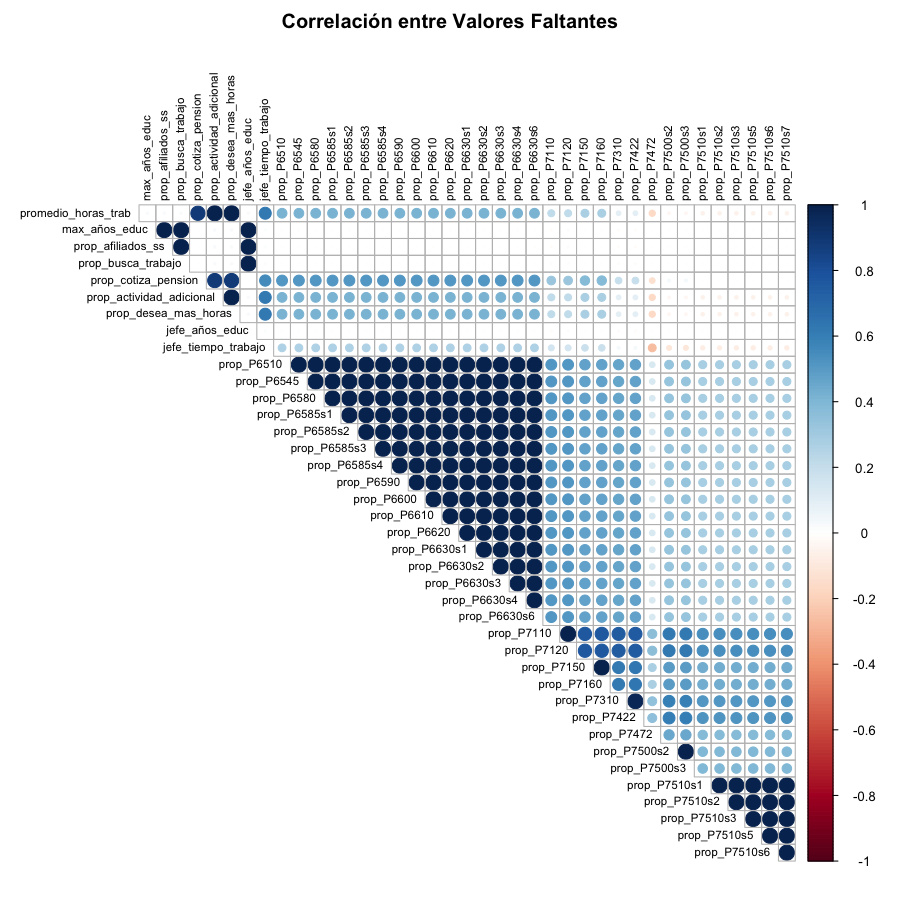 Correlación entre Valores Faltantes
max_años_educ
prop_afiliados_ss
prop_busca_trabajo
prop_cotiza_pension
prop_actividad_adicional
prop_desea_mas_horas
jefe_años_educ
jefe_tiempo_trabajo
prop_P6510
prop_P6545
prop_P6580
prop_P6585s1
prop_P6585s2
prop_P6585s3
prop_P6585s4
prop_P6590
prop_P6600
prop_P6610
prop_P6620
prop_P6630s1
prop_P6630s2
prop_P6630s3
prop_P6630s4
prop_P6630s6
prop_P7110
prop_P7120
prop_P7150
prop_P7160
prop_P7310
prop_P7422
prop_P7472
prop_P7500s2
prop_P7500s3
prop_P7510s1
prop_P7510s2
prop_P7510s3
prop_P7510s5
prop_P7510s6
prop_P7510s7
promedio_horas_trab
max_años_educ
prop_afiliados_ss
prop_busca_trabajo
prop_cotiza_pension
prop_actividad_adicional
prop_desea_mas_horas
jefe_años_educ
jefe_tiempo_trabajo
prop_P6510
prop_P6545
prop_P6580
prop_P6585s1
prop_P6585s2
prop_P6585s3
prop_P6585s4
prop_P6590
prop_P6600
prop_P6610
prop_P6620
prop_P6630s1
prop_P6630s2
prop_P6630s3
prop_P6630s4
prop_P6630s6
prop_P7110
prop_P7120
prop_P7150
prop_P7160
prop_P7310
prop_P7422
prop_P7472
prop_P7500s2
prop_P7500s3
prop_P7510s1
prop_P7510s2
prop_P7510s3
prop_P7510s5
prop_P7510s6
1
0.8
0.6
0.4
0.2
0
-0.2
-0.4
-0.6
-0.8
-1